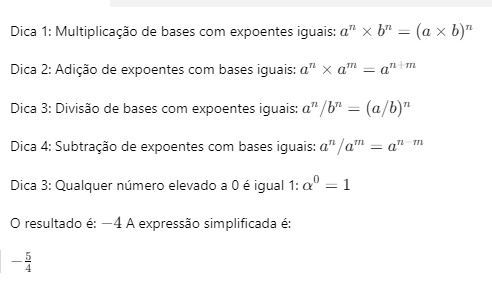 Dica 1: Multiplicação de bases com expoentes iguais: aⁿ × bⁿ = (a × b)ⁿ
Dica 2: Adição de expoentes com bases iguais: aⁿ × aᵐ = aⁿ⁺ᵐ
Dica 3: Divisão de bases com expoentes iguais: aⁿ/bⁿ = (a/b)ⁿ
Dica 4: Subtração de expoentes com bases iguais: aⁿ/aᵐ = aⁿ⁻ᵐ
Dica 3: Qualquer número elevado a 0 é igual 1: α⁰ = 1
O resultado é: −4 A expressão simplificada é:
−5/4